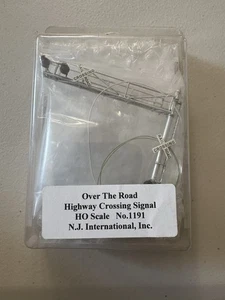 Over The Road
Highway Crossing Signal
HO Scale No.1191
N.J. International, Inc.